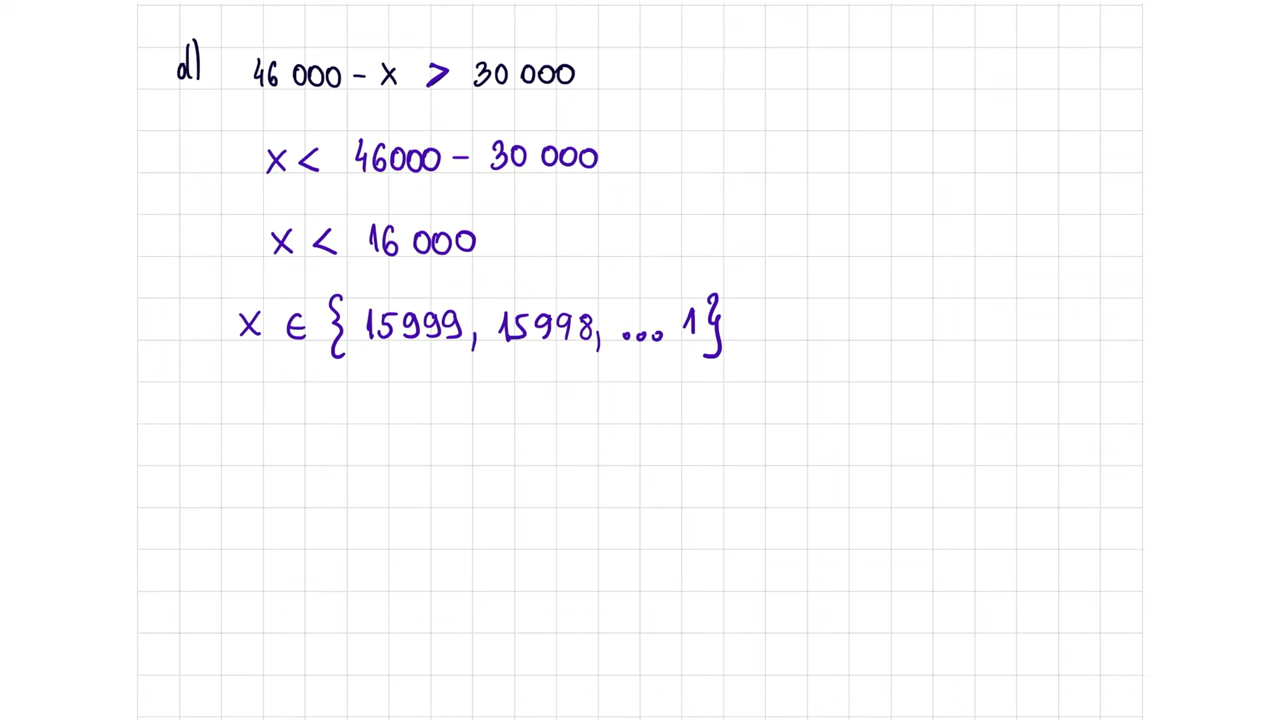 d) 46 000 - x > 30 000
x < 46000 - 30 000
x < 16 000
x ∈ { 15999, 15998, ... 1}